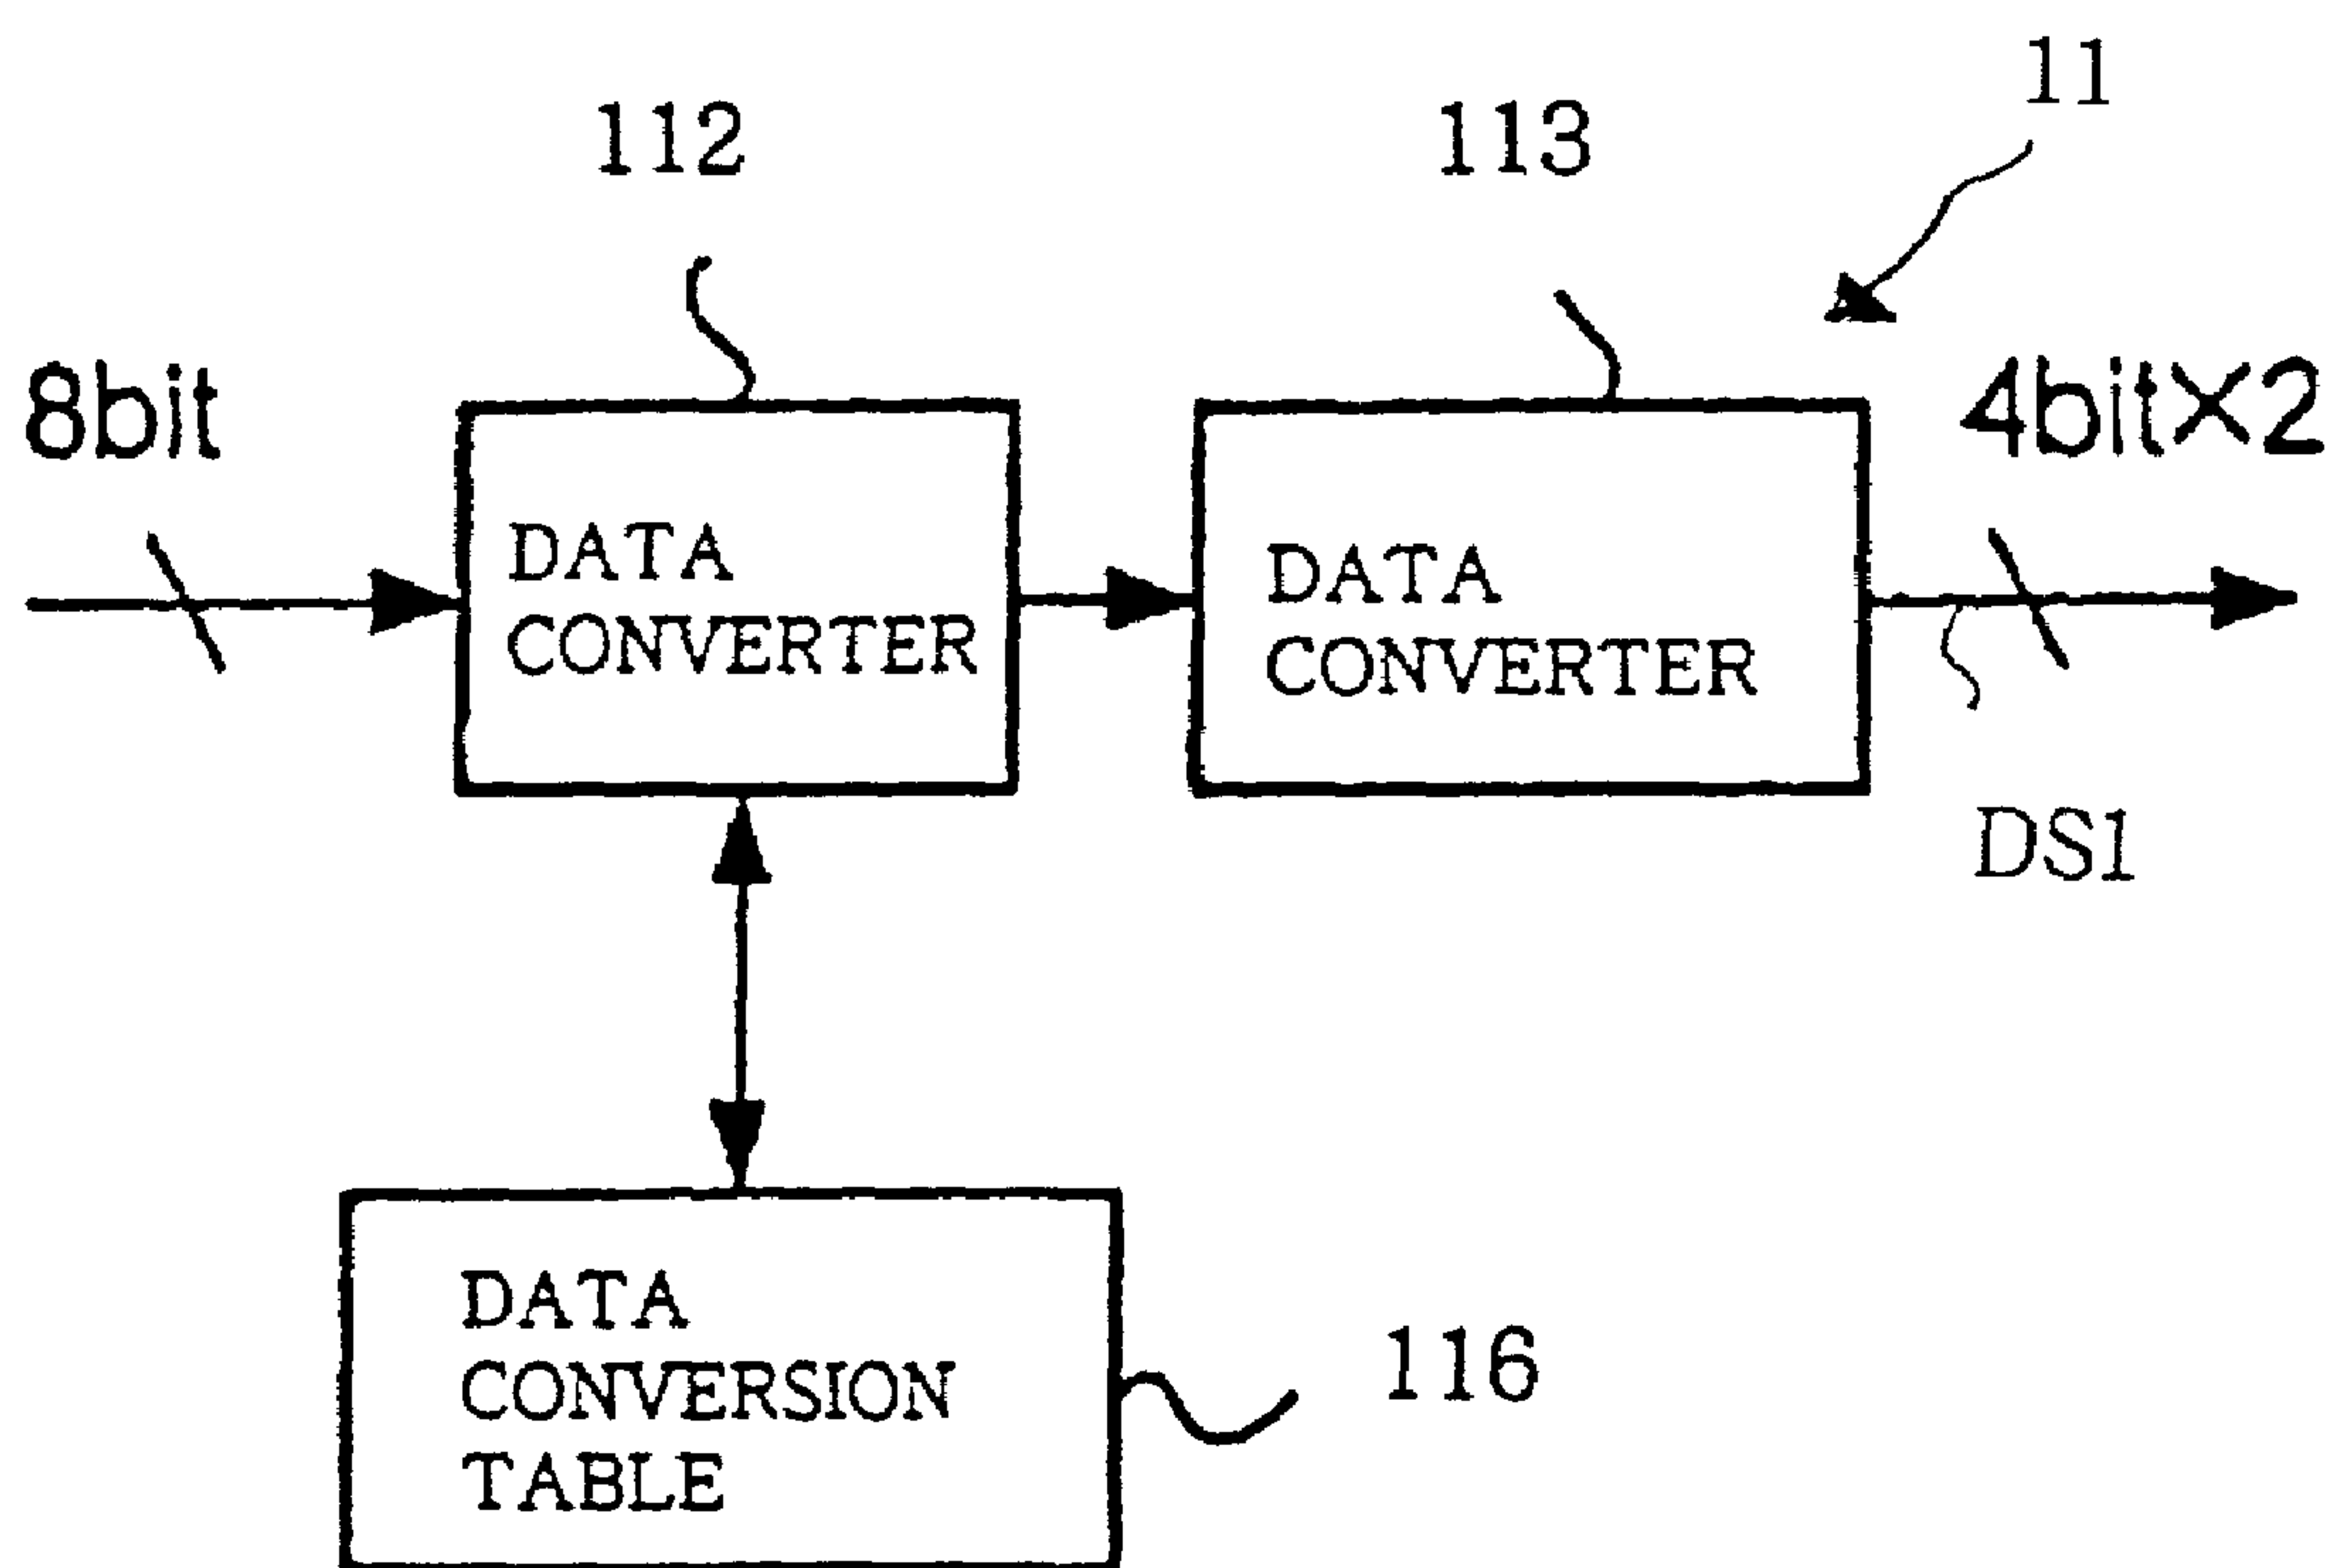 11
112
113
8bit
4bit×2
DATA
CONVERTER
DATA
CONVERTER
DS1
DATA
CONVERSION
TABLE
116